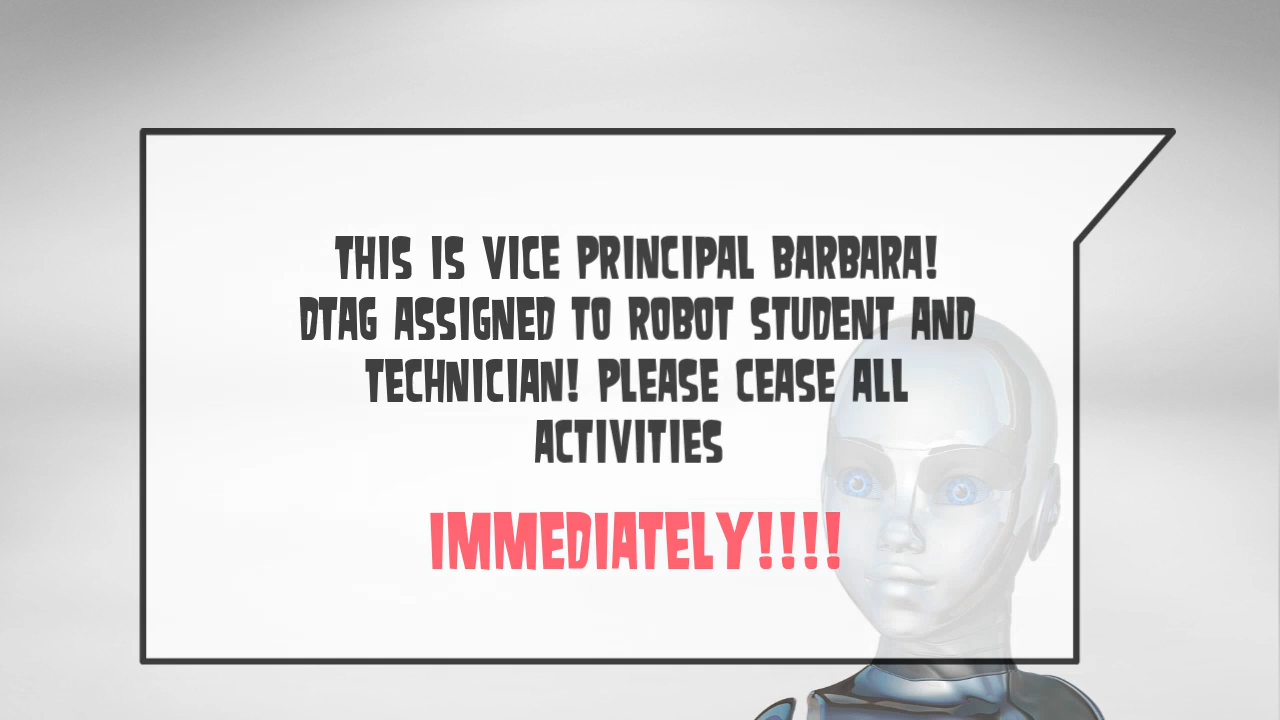 THIS IS VICE PRINCIPAL BARBARA!
DTAG ASSIGNED TO ROBOT STUDENT AND
TECHNICIAN! PLEASE CEASE ALL
ACTIVITIES
IMMEDIATELY!!!!